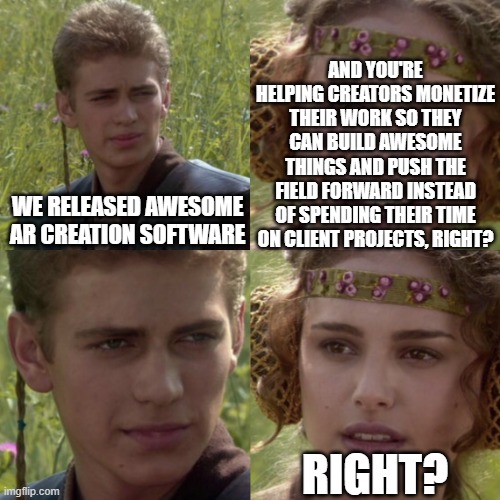 WE RELEASED AWESOME
AR CREATION SOFTWARE
AND YOU'RE
HELPING CREATORS MONETIZE
THEIR WORK SO THEY
CAN BUILD AWESOME
THINGS AND PUSH THE
FIELD FORWARD INSTEAD
OF SPENDING THEIR TIME
ON CLIENT PROJECTS, RIGHT?
RIGHT?
imgflip.com